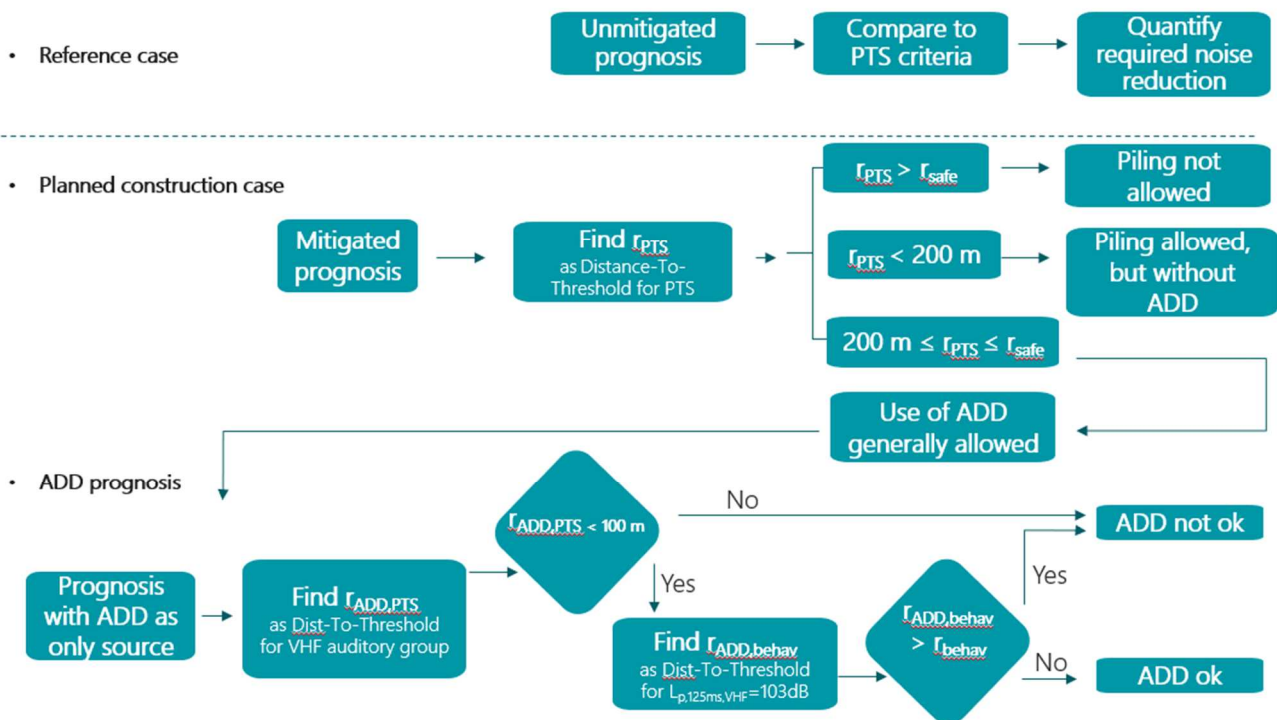 • Reference case
Unmitigated
prognosis
Compare to
PTS criteria
Quantify
required noise
reduction
• Planned construction case
Mitigated
prognosis
Find rPTS
as Distance-To-
Threshold for PTS
rPTS > rsafe
Piling not
allowed
rPTS < 200 m
Piling allowed,
but without
ADD
200 m ≤ rPTS ≤ rsafe
Use of ADD
generally allowed
• ADD prognosis
Prognosis
with ADD as
only source
Find rADD,PTS
as Dist-To-Threshold
for VHF auditory group
rADD,PTS < 100 m
No
ADD not ok
Yes
Find rADD,behav
as Dist-To-Threshold
for Lp,125ms,VHF=103dB
rADD,behav
> rbehav
Yes
No
ADD ok